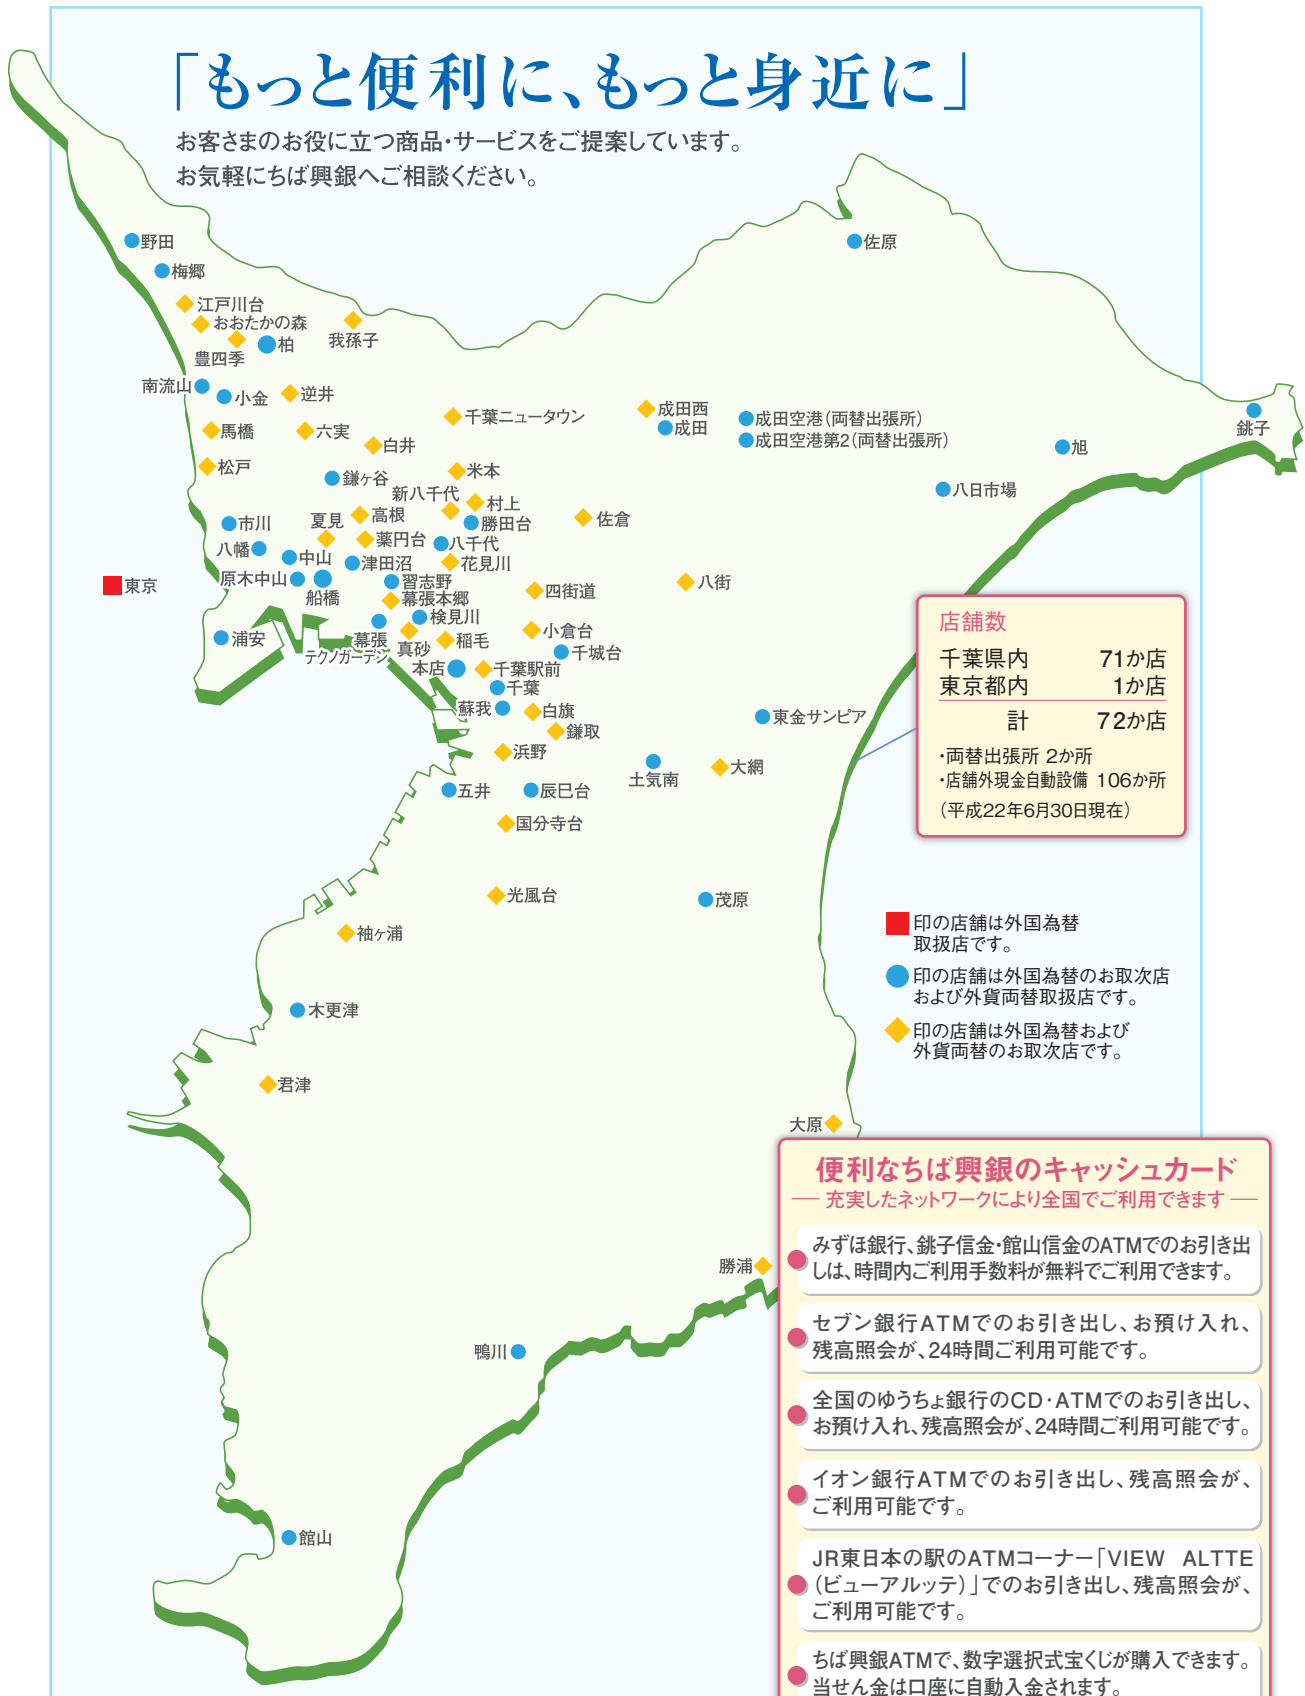 「もっと便利に、もっと身近に」
お客さまのお役に立つ商品・サービスをご提案しています。
お気軽にちば興銀へご相談ください。
野田
佐原
梅郷
江戸川台
おおたかの森
我孫子
豊四季
柏
南流山
小金
逆井
千葉ニュータウン
成田西
成田
成田空港(両替出張所)
成田空港第2(両替出張所)
銚子
馬橋
六実
白井
旭
松戸
鎌ヶ谷
米本
八日市場
新八千代
村上
市川
夏見
高根
勝田台
佐倉
八幡
中山
薬円台
八千代
津田沼
花見川
東京
原木中山
船橋
習志野
四街道
八街
幕張本郷
検見川
浦安
幕張
テクノガーデン
真砂
稲毛
小倉台
千城台
本店
千葉駅前
千葉
蘇我
白旗
東金サンピア
鎌取
浜野
土気南
大網
五井
辰巳台
国分寺台
光風台
茂原
袖ヶ浦
木更津
君津
大原
勝浦
鴨川
館山
店舗数
千葉県内 71か店
東京都内 1か店
計 72か店
・両替出張所 2か所
・店舗外現金自動設備 106か所
(平成22年6月30日現在)
印の店舗は外国為替
取扱店です。
印の店舗は外国為替のお取次店
および外貨両替取扱店です。
印の店舗は外国為替および
外貨両替のお取次店です。
便利なちば興銀のキャッシュカード
― 充実したネットワークにより全国でご利用できます ―
みずほ銀行、銚子信金・館山信金のATMでのお引き出
しは、時間内ご利用手数料が無料でご利用できます。
セブン銀行ATMでのお引き出し、お預け入れ、
残高照会が、24時間ご利用可能です。
全国のゆうちょ銀行のCD・ATMでのお引き出し、
お預け入れ、残高照会が、24時間ご利用可能です。
イオン銀行ATMでのお引き出し、残高照会が、
ご利用可能です。
JR東日本の駅のATMコーナー「VIEW ALTTE
(ビューアルッテ)」でのお引き出し、残高照会が、
ご利用可能です。
ちば興銀ATMで、数字選択式宝くじが購入できます。
当せん金は口座に自動入金されます。